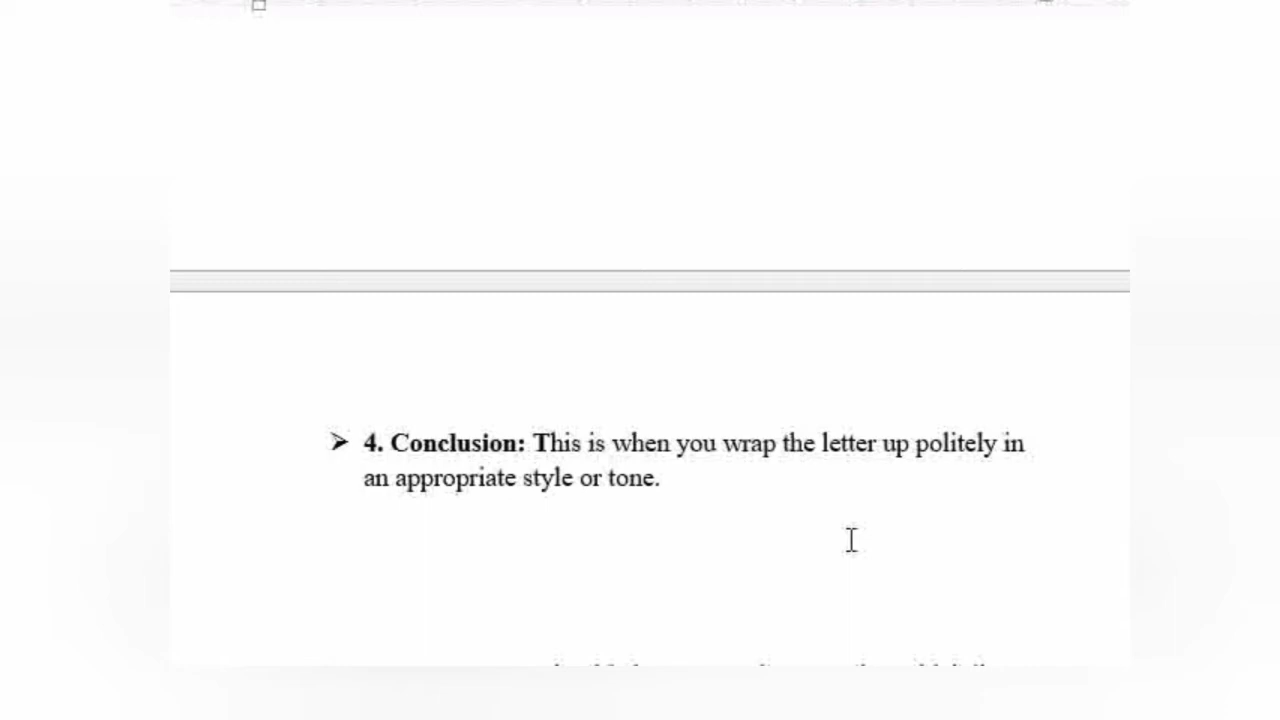 ➢ 4. Conclusion: This is when you wrap the letter up politely in
an appropriate style or tone.